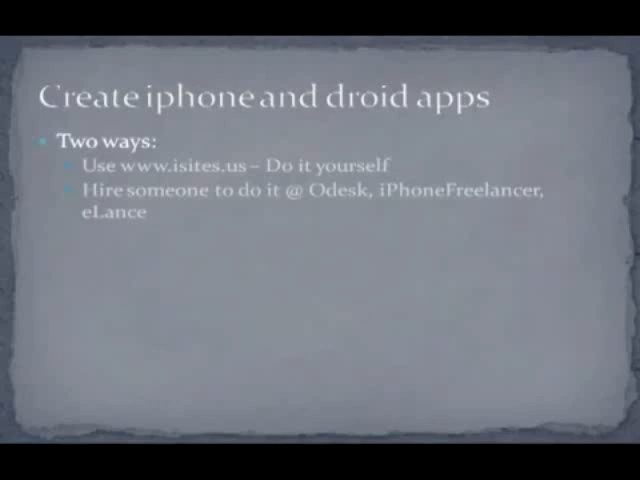 Create iphone and droid apps
Two ways:
Use www.isites.us – Do it yourself
Hire someone to do it @ Odesk, iPhoneFreelancer,
eLance